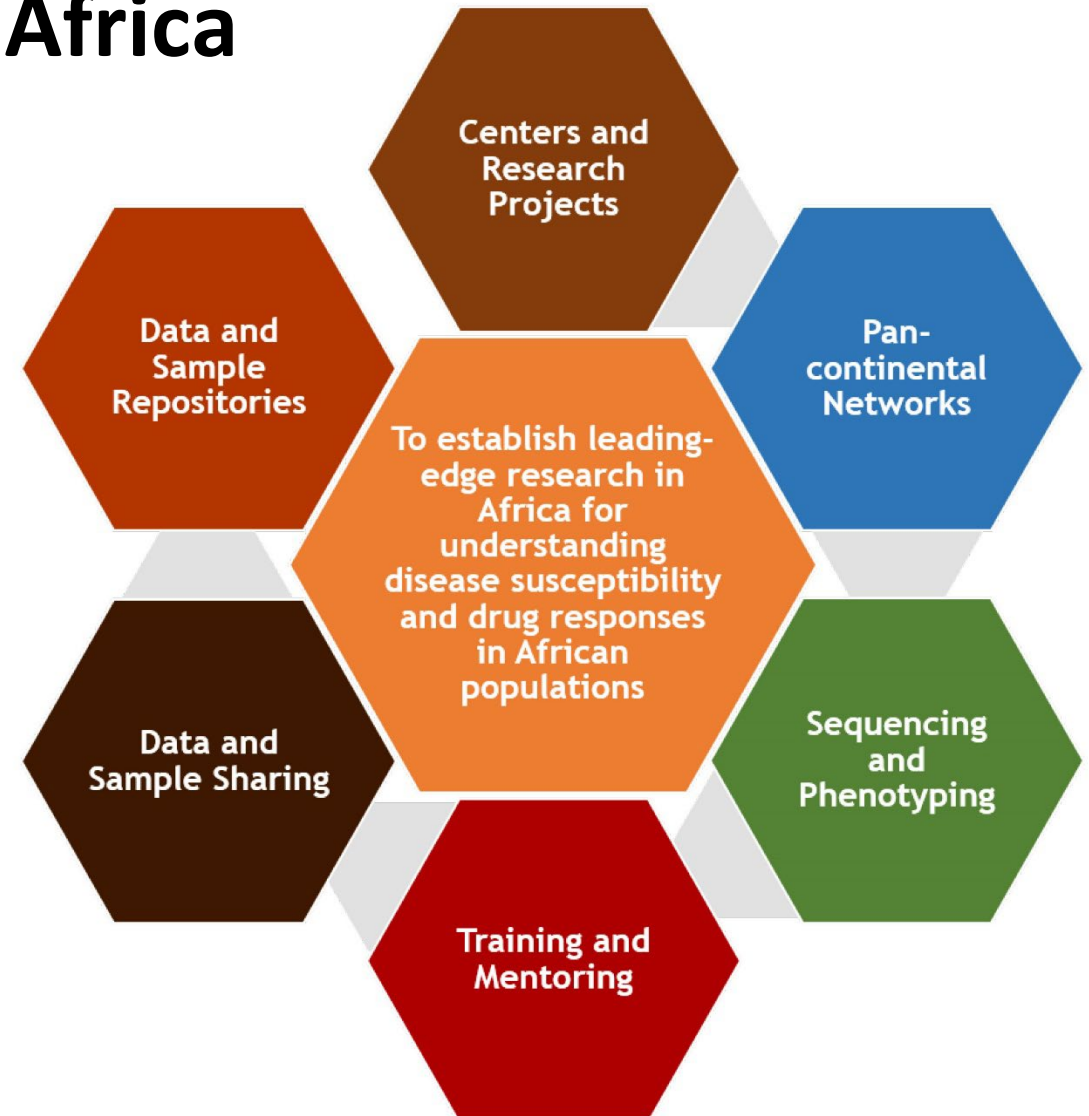 Africa
Centers and
Research
Projects
Pan-
continental
Networks
Sequencing
and
Phenotyping
Training and
Mentoring
Data and
Sample Sharing
Data and
Sample
Repositories
To establish leading-
edge research in
Africa for
understanding
disease susceptibility
and drug responses
in African
populations